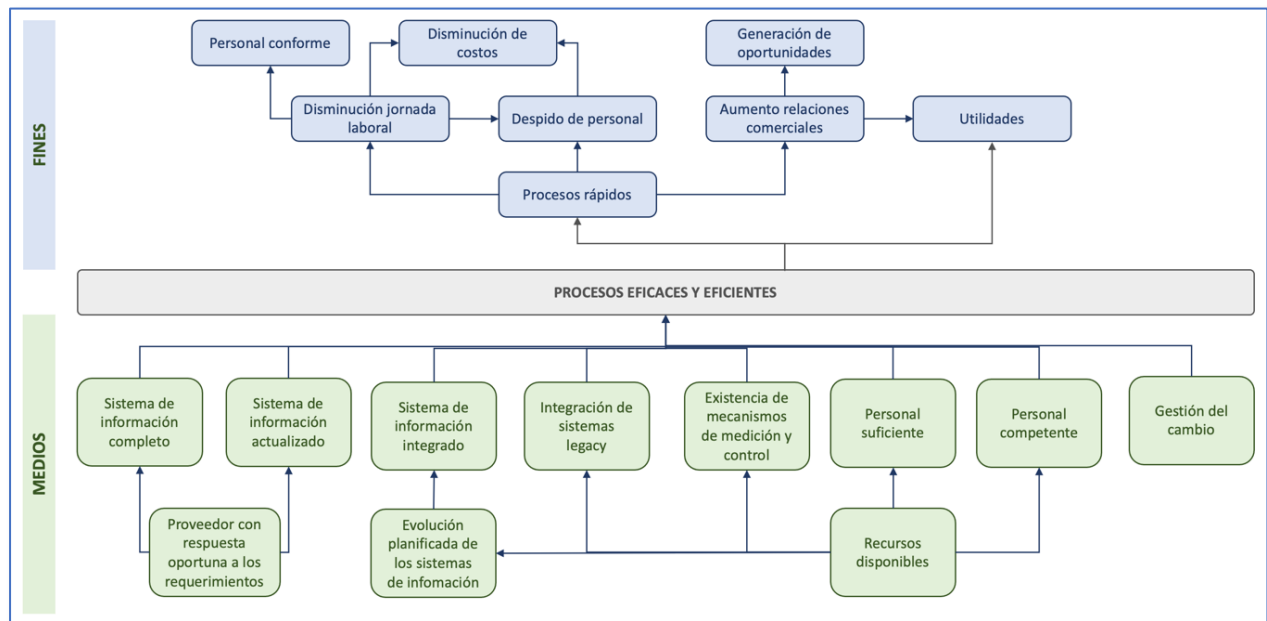 FINES
Personal conforme
Disminución de
costos
Generación de
oportunidades
Disminución jornada
laboral
Despido de personal
Aumento relaciones
comerciales
Utilidades
Procesos rápidos
PROCESOS EFICACES Y EFICIENTES
MEDIOS
Sistema de
información
completo
Sistema de
información
actualizado
Sistema de
información
integrado
Integración de
sistemas
legacy
Existencia de
mecanismos
de medición y
control
Personal
suficiente
Personal
competente
Gestión del
cambio
Proveedor con
respuesta
oportuna a los
requerimientos
Evolución
planificada de
los sistemas
de infomación
Recursos
disponibles